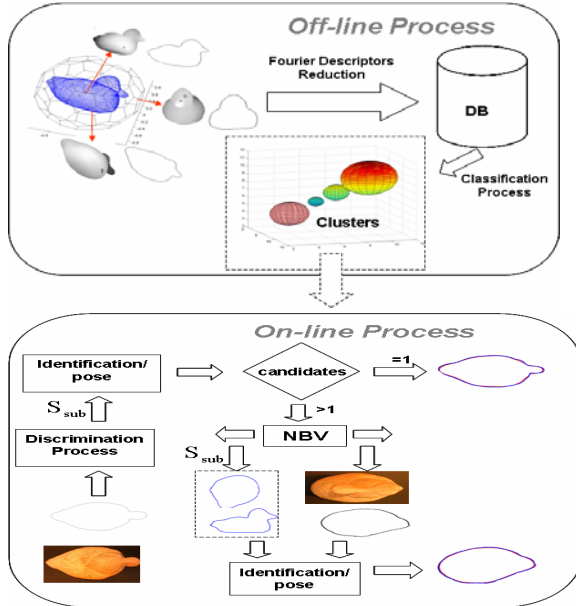 Off-line Process
Fourier Descriptors
Reduction
DB
Classification
Process
Clusters
On-line Process
Identification/
pose
candidates
=1
>1
S sub
Discrimination
Process
NBV
S sub
Identification/
pose